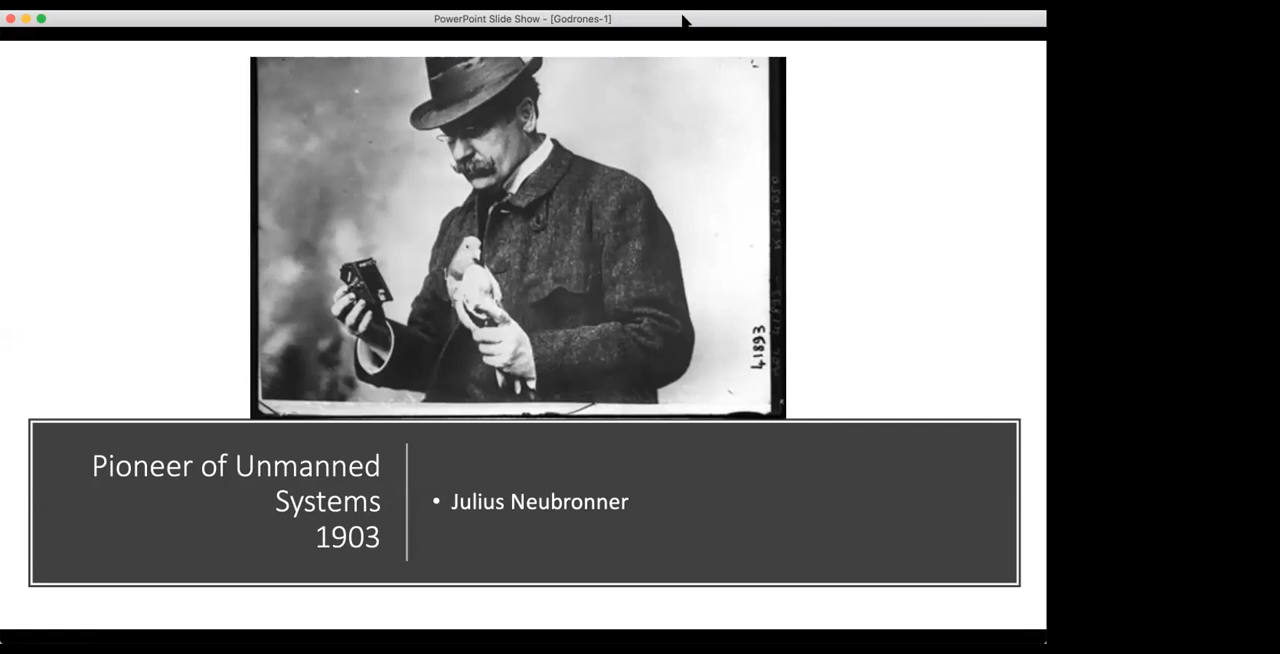 PowerPoint Slide Show - [Godrones-1]
41893
Pioneer of Unmanned
Systems
1903
• Julius Neubronner